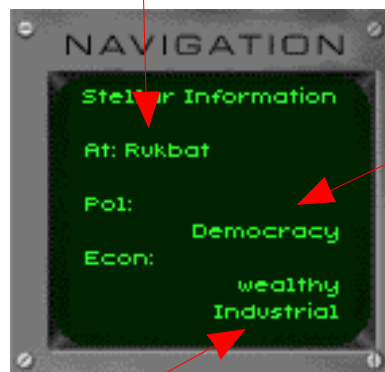 NAVIGATION
Stellar Information
At: Rukbat
Pol:
Democracy
Econ:
wealthy
Industrial